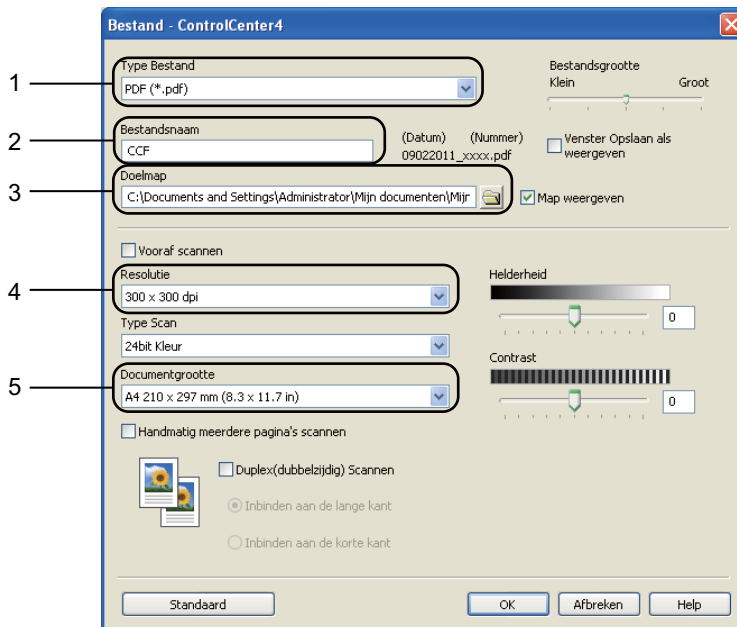 Bestand - ControlCenter4
1
Type Bestand
PDF (*.pdf)
Bestandsgrootte
Klein Groot
2
Bestandsnaam
CCF
(Datum) (Nummer)
09022011_xxxx.pdf
Venster Opslaan als
weergeven
3
Doelmap
C:\Documents and Settings\Administrator\Mijn documenten\Mijr
Map weergeven
Vooraf scannen
4
Resolutie
300 x 300 dpi
Helderheid
0
Type Scan
24bit Kleur
Contrast
0
5
Documentgrootte
A4 210 x 297 mm (8.3 x 11.7 in)
Handmatig meerdere pagina's scannen
Duplex(dubbelzijdig) Scannen
Inbinden aan de lange kant
Inbinden aan de korte kant
Standaard OK Afbreken Help